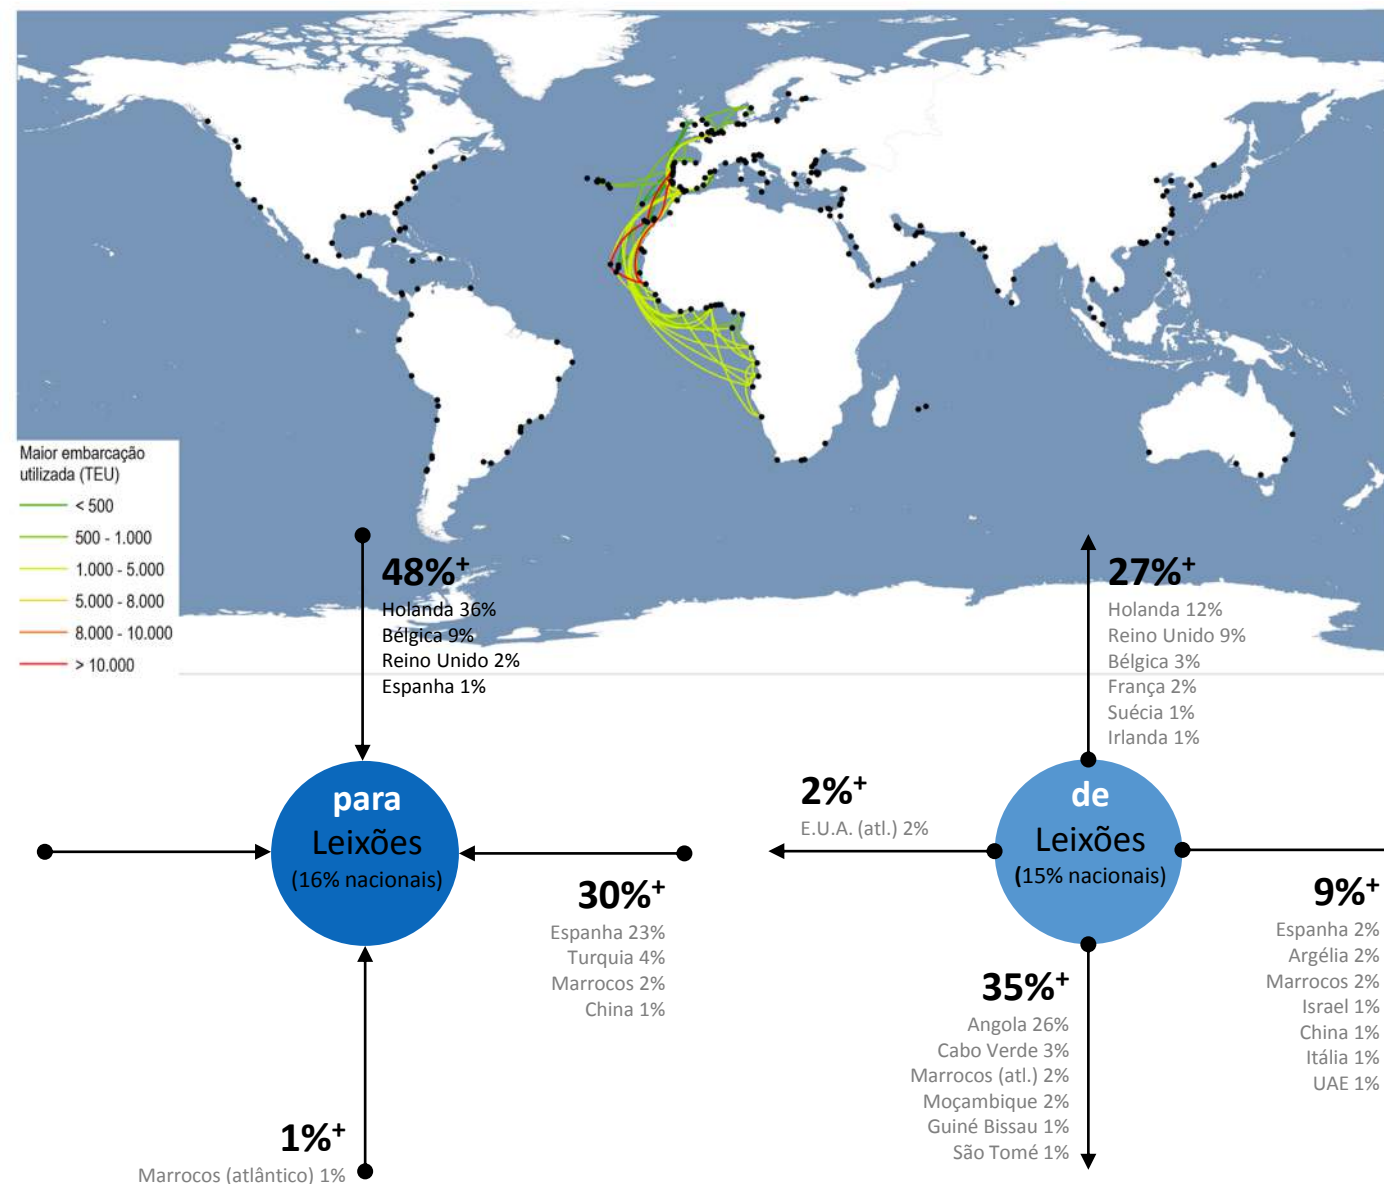 Maior embarcação
utilizada (TEU)
< 500
500 - 1.000
1.000 - 5.000
5.000 - 8.000
8.000 - 10.000
> 10.000
48%+
Holanda 36%
Bélgica 9%
Reino Unido 2%
Espanha 1%
para
Leixões
(16% nacionais)
30%+
Espanha 23%
Turquia 4%
Marrocos 2%
China 1%
1%+
Marrocos (atlântico) 1%
27%+
Holanda 12%
Reino Unido 9%
Bélgica 3%
França 2%
Suécia 1%
Irlanda 1%
2%+
E.U.A. (atl.) 2%
de
Leixões
(15% nacionais)
9%+
Espanha 2%
Argélia 2%
Marrocos 2%
Israel 1%
China 1%
Itália 1%
UAE 1%
35%+
Angola 26%
Cabo Verde 3%
Marrocos (atl.) 2%
Moçambique 2%
Guiné Bissau 1%
São Tomé 1%